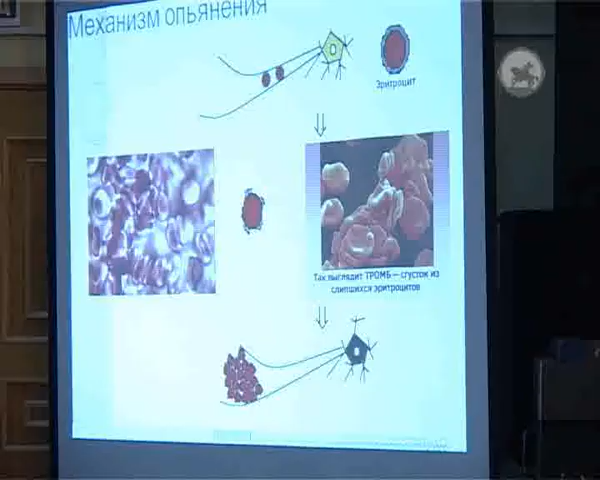 Механизм опьянения
Эритроцит
Так выглядит ТРОМБ – сгусток из
слипшихся эритроцитов